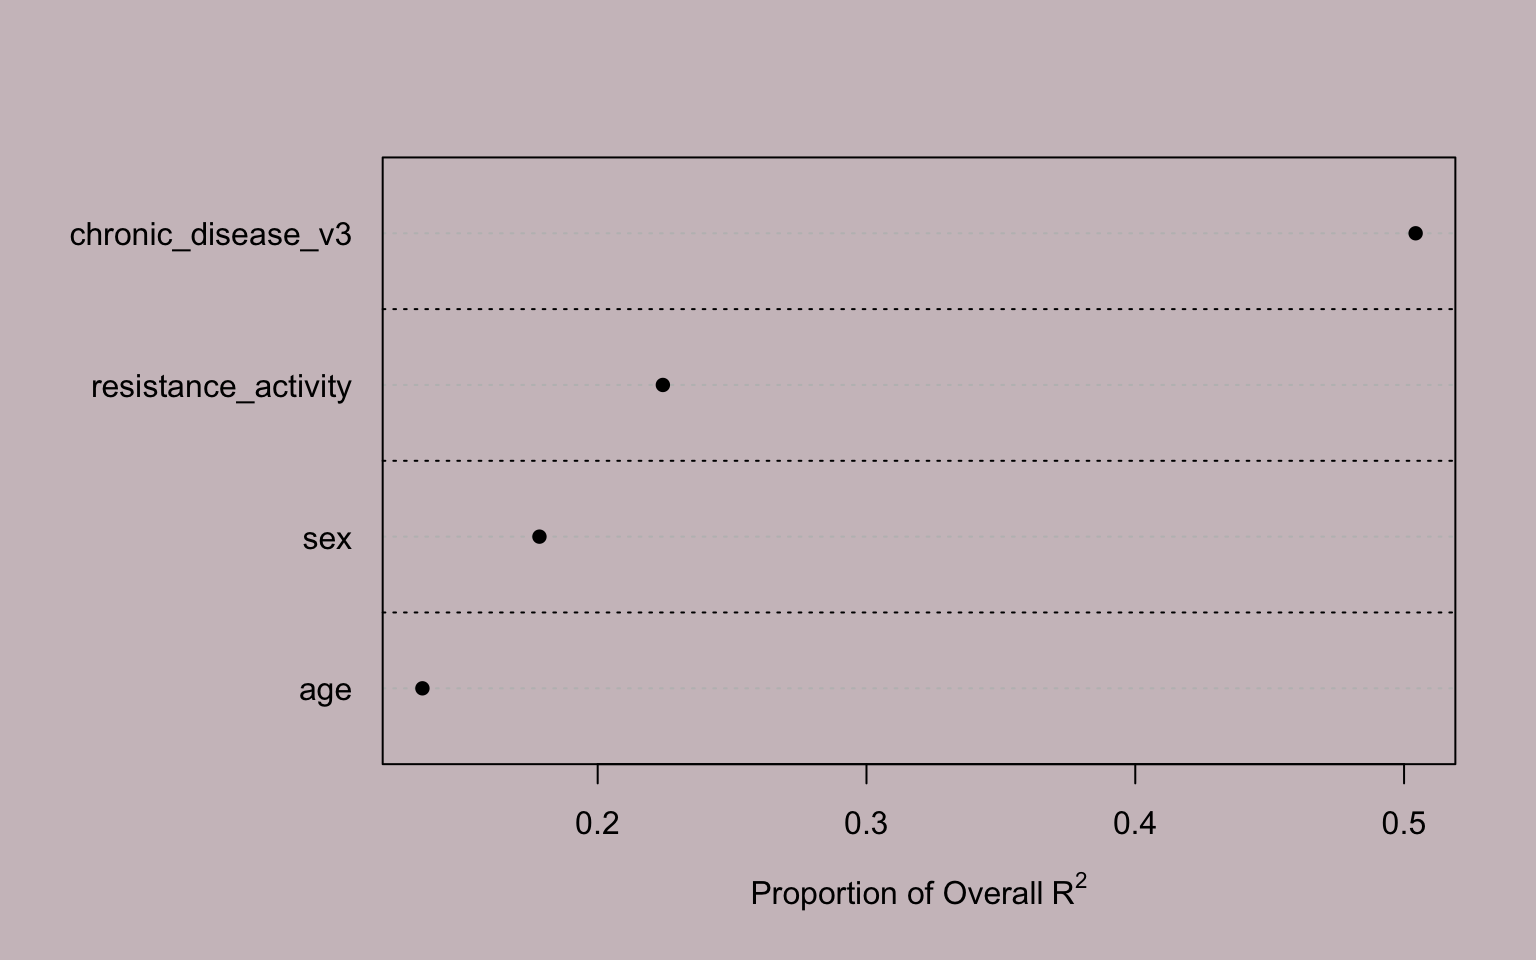 chronic_disease_v3
resistance_activity
sex
age
0.2 0.3 0.4 0.5
Proportion of Overall R²